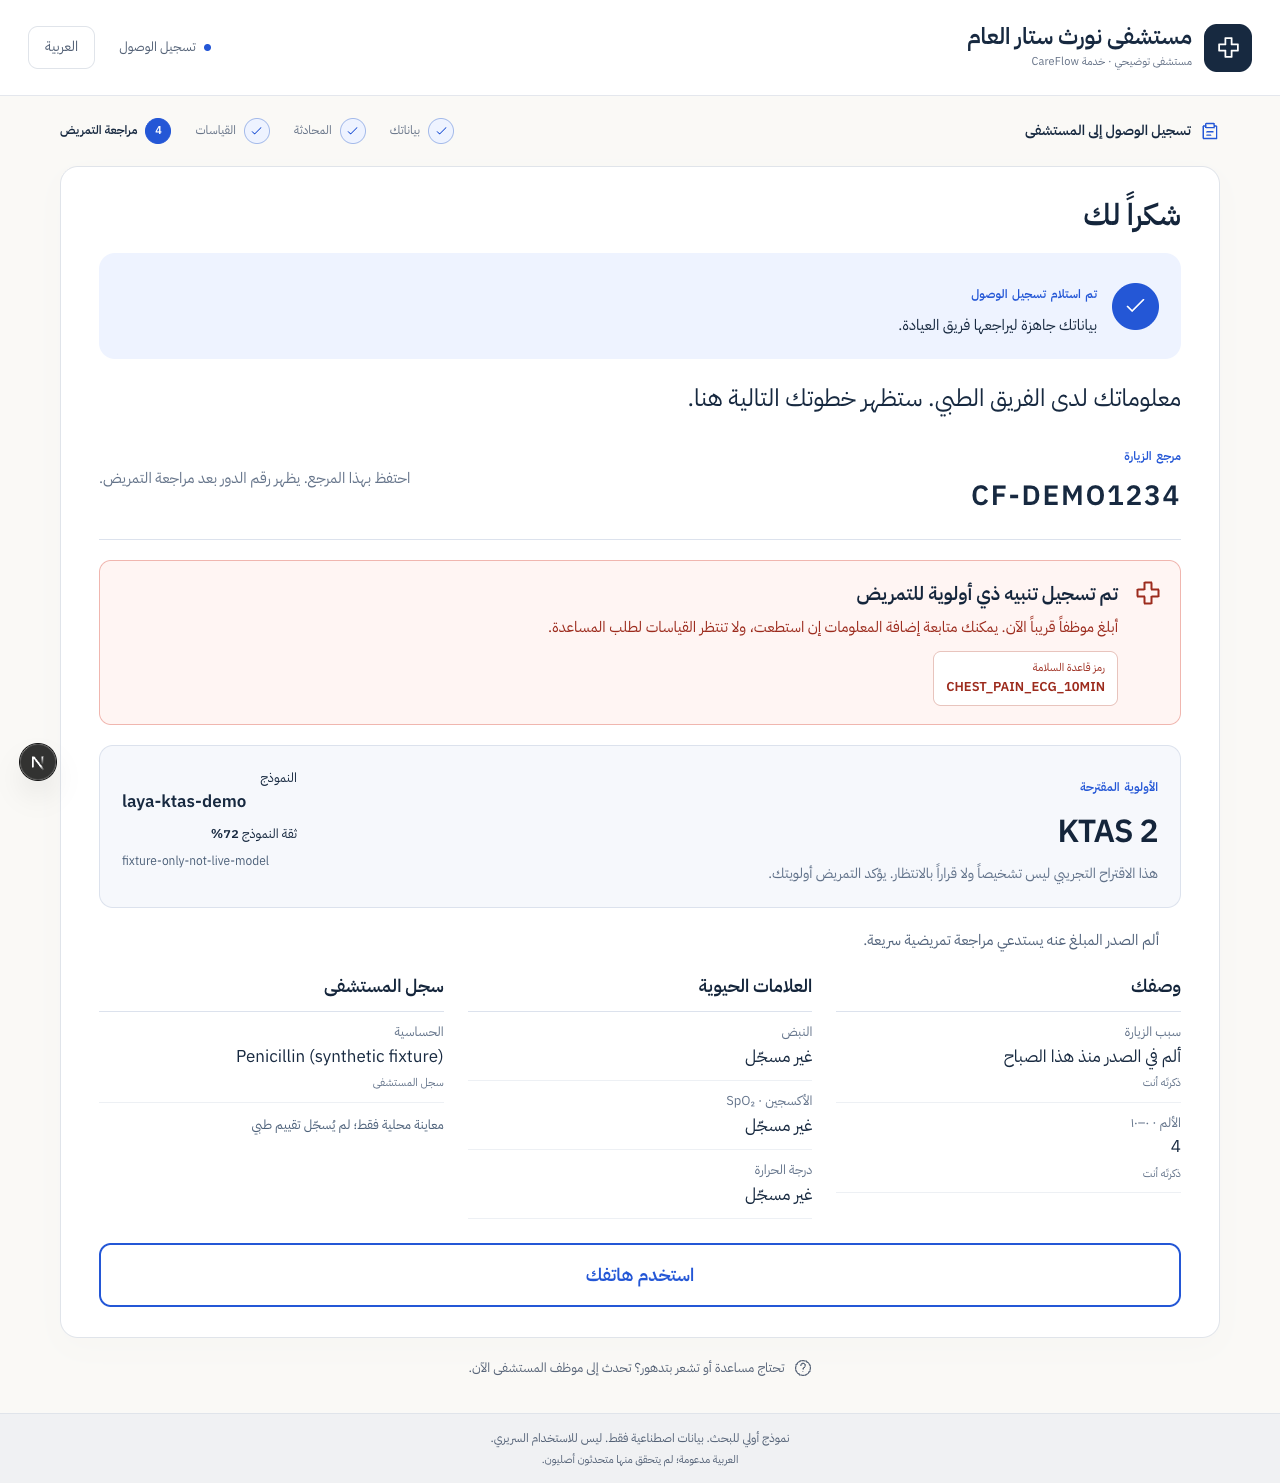 مستشفى نورث ستار العام
مستشفى توضيحي · خدمة CareFlow
تسجيل الوصول
العربية
تسجيل الوصول إلى المستشفى
بياناتك
المحادثة
القياسات
4 مراجعة التمريض
شكراً لك
تم استلام تسجيل الوصول
بياناتك جاهزة ليراجعها فريق العيادة.
معلوماتك لدى الفريق الطبي. ستظهر خطوتك التالية هنا.
مرجع الزيارة
CF-DEMO1234
احتفظ بهذا المرجع. يظهر رقم الدور بعد مراجعة التمريض.
تم تسجيل تنبيه ذي أولوية للتمريض
أبلغ موظفاً قريباً الآن. يمكنك متابعة إضافة المعلومات إن استطعت، ولا تنتظر القياسات لطلب المساعدة.
رمز قاعدة السلامة
CHEST_PAIN_ECG_10MIN
الأولوية المقترحة
KTAS 2
هذا الاقتراح التجريبي ليس تشخيصاً ولا قراراً بالانتظار. يؤكد التمريض أولويتك.
النموذج
laya-ktas-demo
ثقة النموذج 72%
fixture-only-not-live-model
ألم الصدر المبلغ عنه يستدعي مراجعة تمريضية سريعة.
وصفك
سبب الزيارة
ألم في الصدر منذ هذا الصباح
ذكرته أنت
الألم · ٠–١٠
4
ذكرته أنت
العلامات الحيوية
النبض
غير مسجّل
الأكسجين · SpO₂
غير مسجّل
درجة الحرارة
غير مسجّل
سجل المستشفى
الحساسية
Penicillin (synthetic fixture)
سجل المستشفى
معاينة محلية فقط؛ لم يُسجّل تقييم طبي
استخدم هاتفك
تحتاج مساعدة أو تشعر بتدهور؟ تحدث إلى موظف المستشفى الآن.
نموذج أولي للبحث. بيانات اصطناعية فقط. ليس للاستخدام السريري.
العربية مدعومة؛ لم يتحقق منها متحدثون أصليون.
N